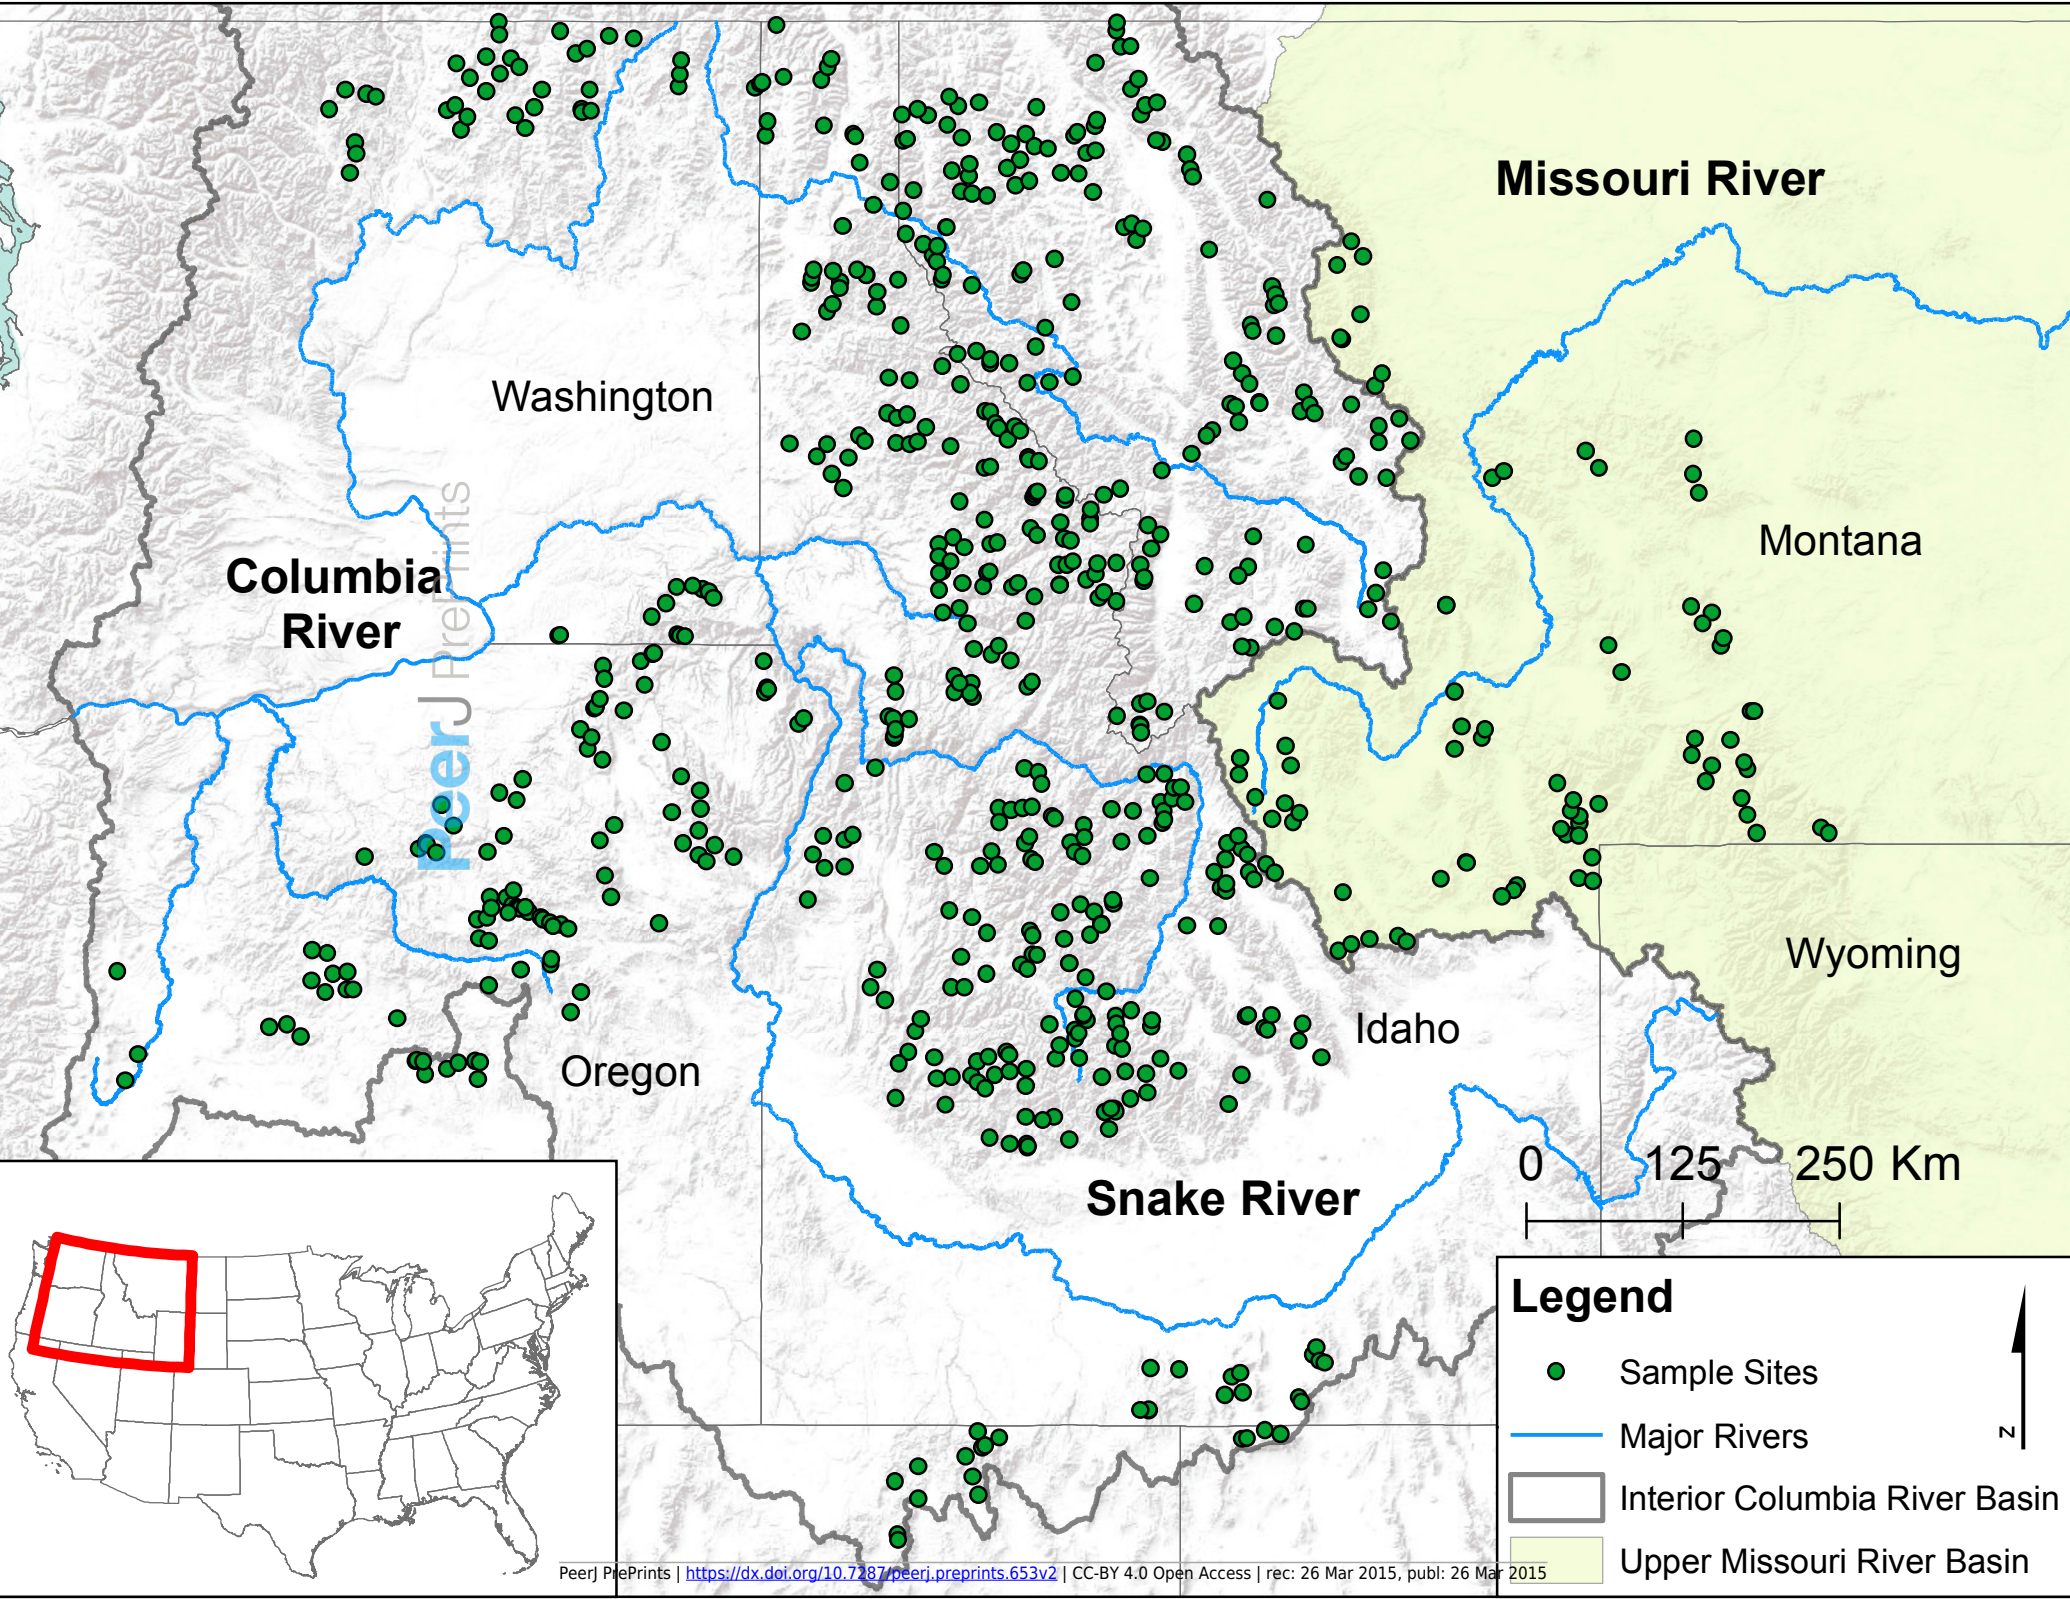 Missouri River
Washington
Montana
Columbia
River
PeerJ PrePrints
Wyoming
Idaho
Oregon
0 125 250 Km
Snake River
Legend
Sample Sites
Major Rivers
Interior Columbia River Basin
Upper Missouri River Basin
N
PeerJ PrePrints | https://dx.doi.org/10.7287/peerj.preprints.653v2 | CC-BY 4.0 Open Access | rec: 26 Mar 2015, publ: 26 Mar 2015